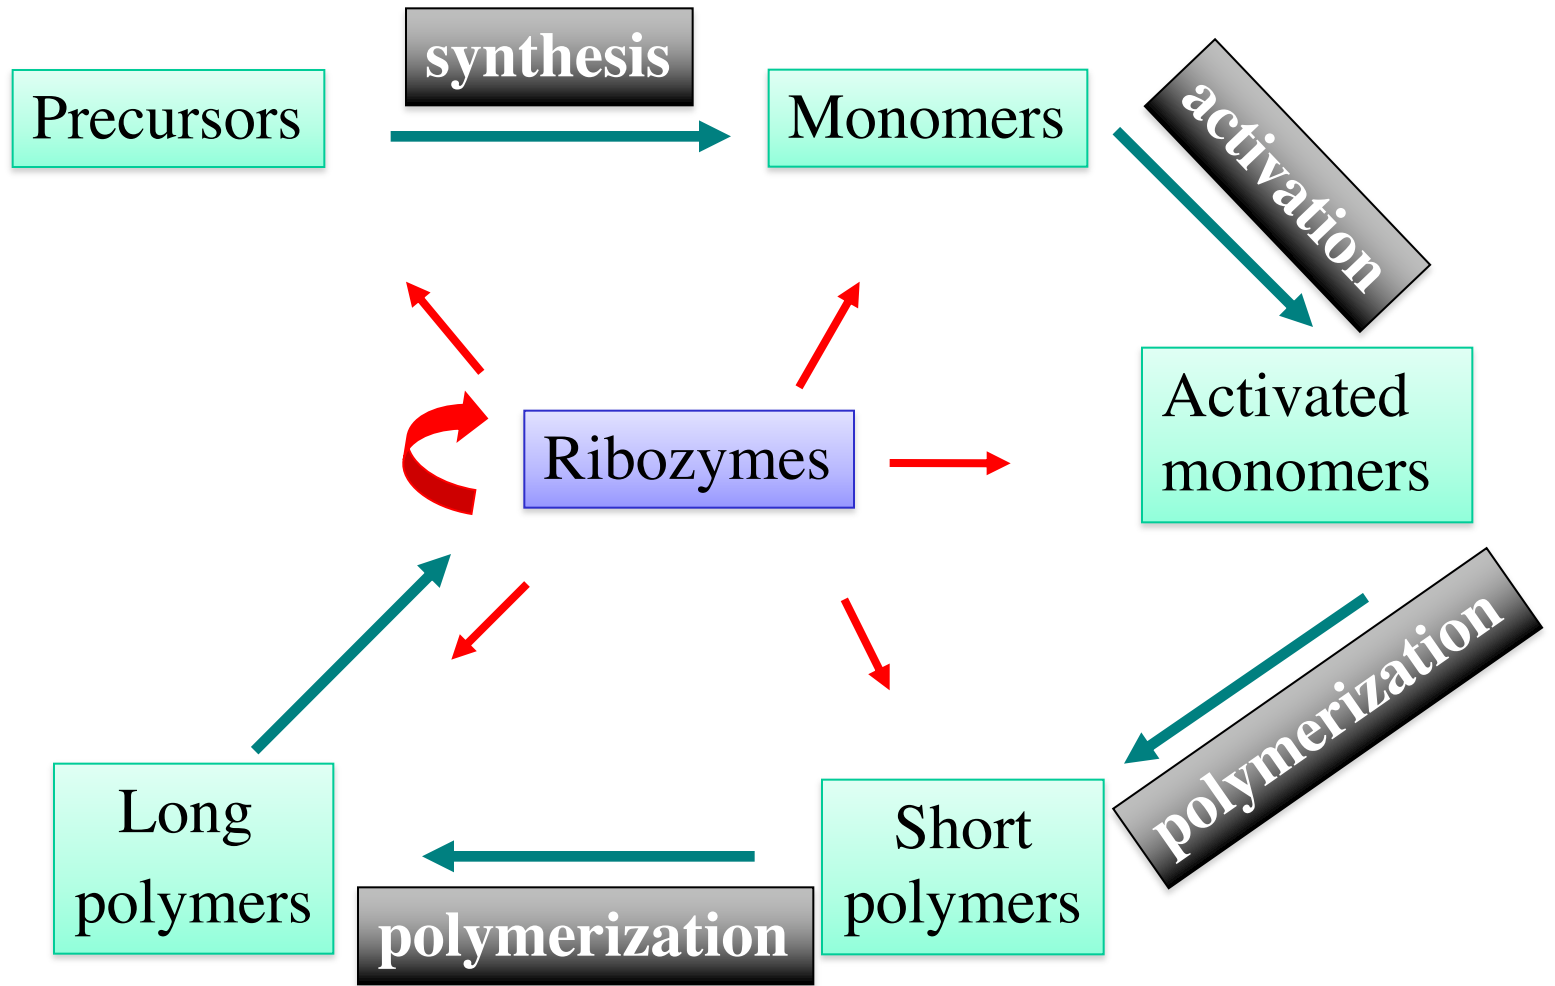 synthesis
Precursors
Monomers
activation
Activated
monomers
Ribozymes
polymerization
Short
polymers
polymerization
Long
polymers